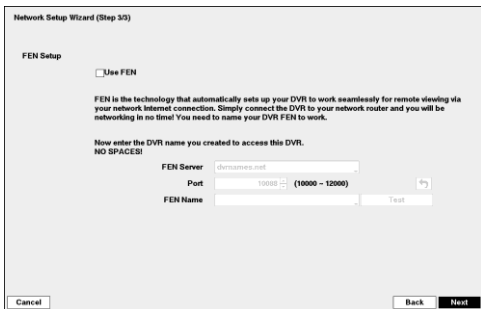 Network Setup Wizard (Step 3/3)
FEN Setup
Use FEN
FEN is the technology that automatically sets up your DVR to work seamlessly for remote viewing via
your network Internet connection. Simply connect the DVR to your network router and you will be
networking in no time! You need to name your DVR FEN to work.
Now enter the DVR name you created to access this DVR.
NO SPACES!
FEN Server dvrnames.net
Port 10088 (10000 ~ 12000)
FEN Name Test
Cancel Back Next